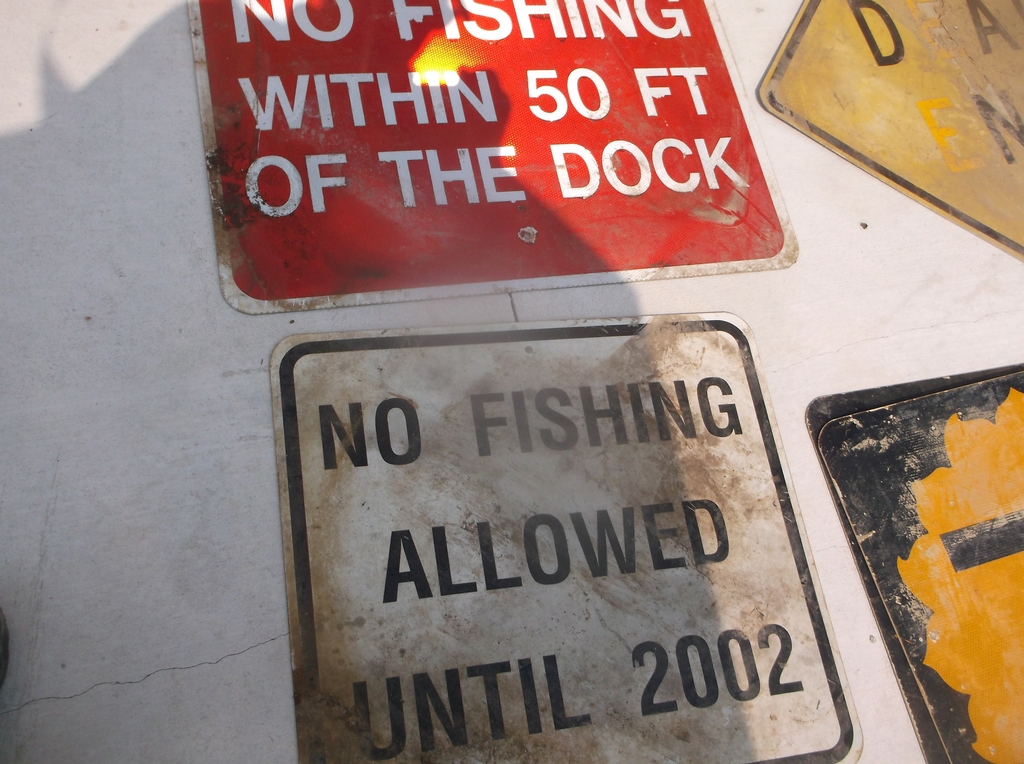 NO FISHING
WITHIN 50 FT
OF THE DOCK
NO FISHING
ALLOWED
UNTIL 2002